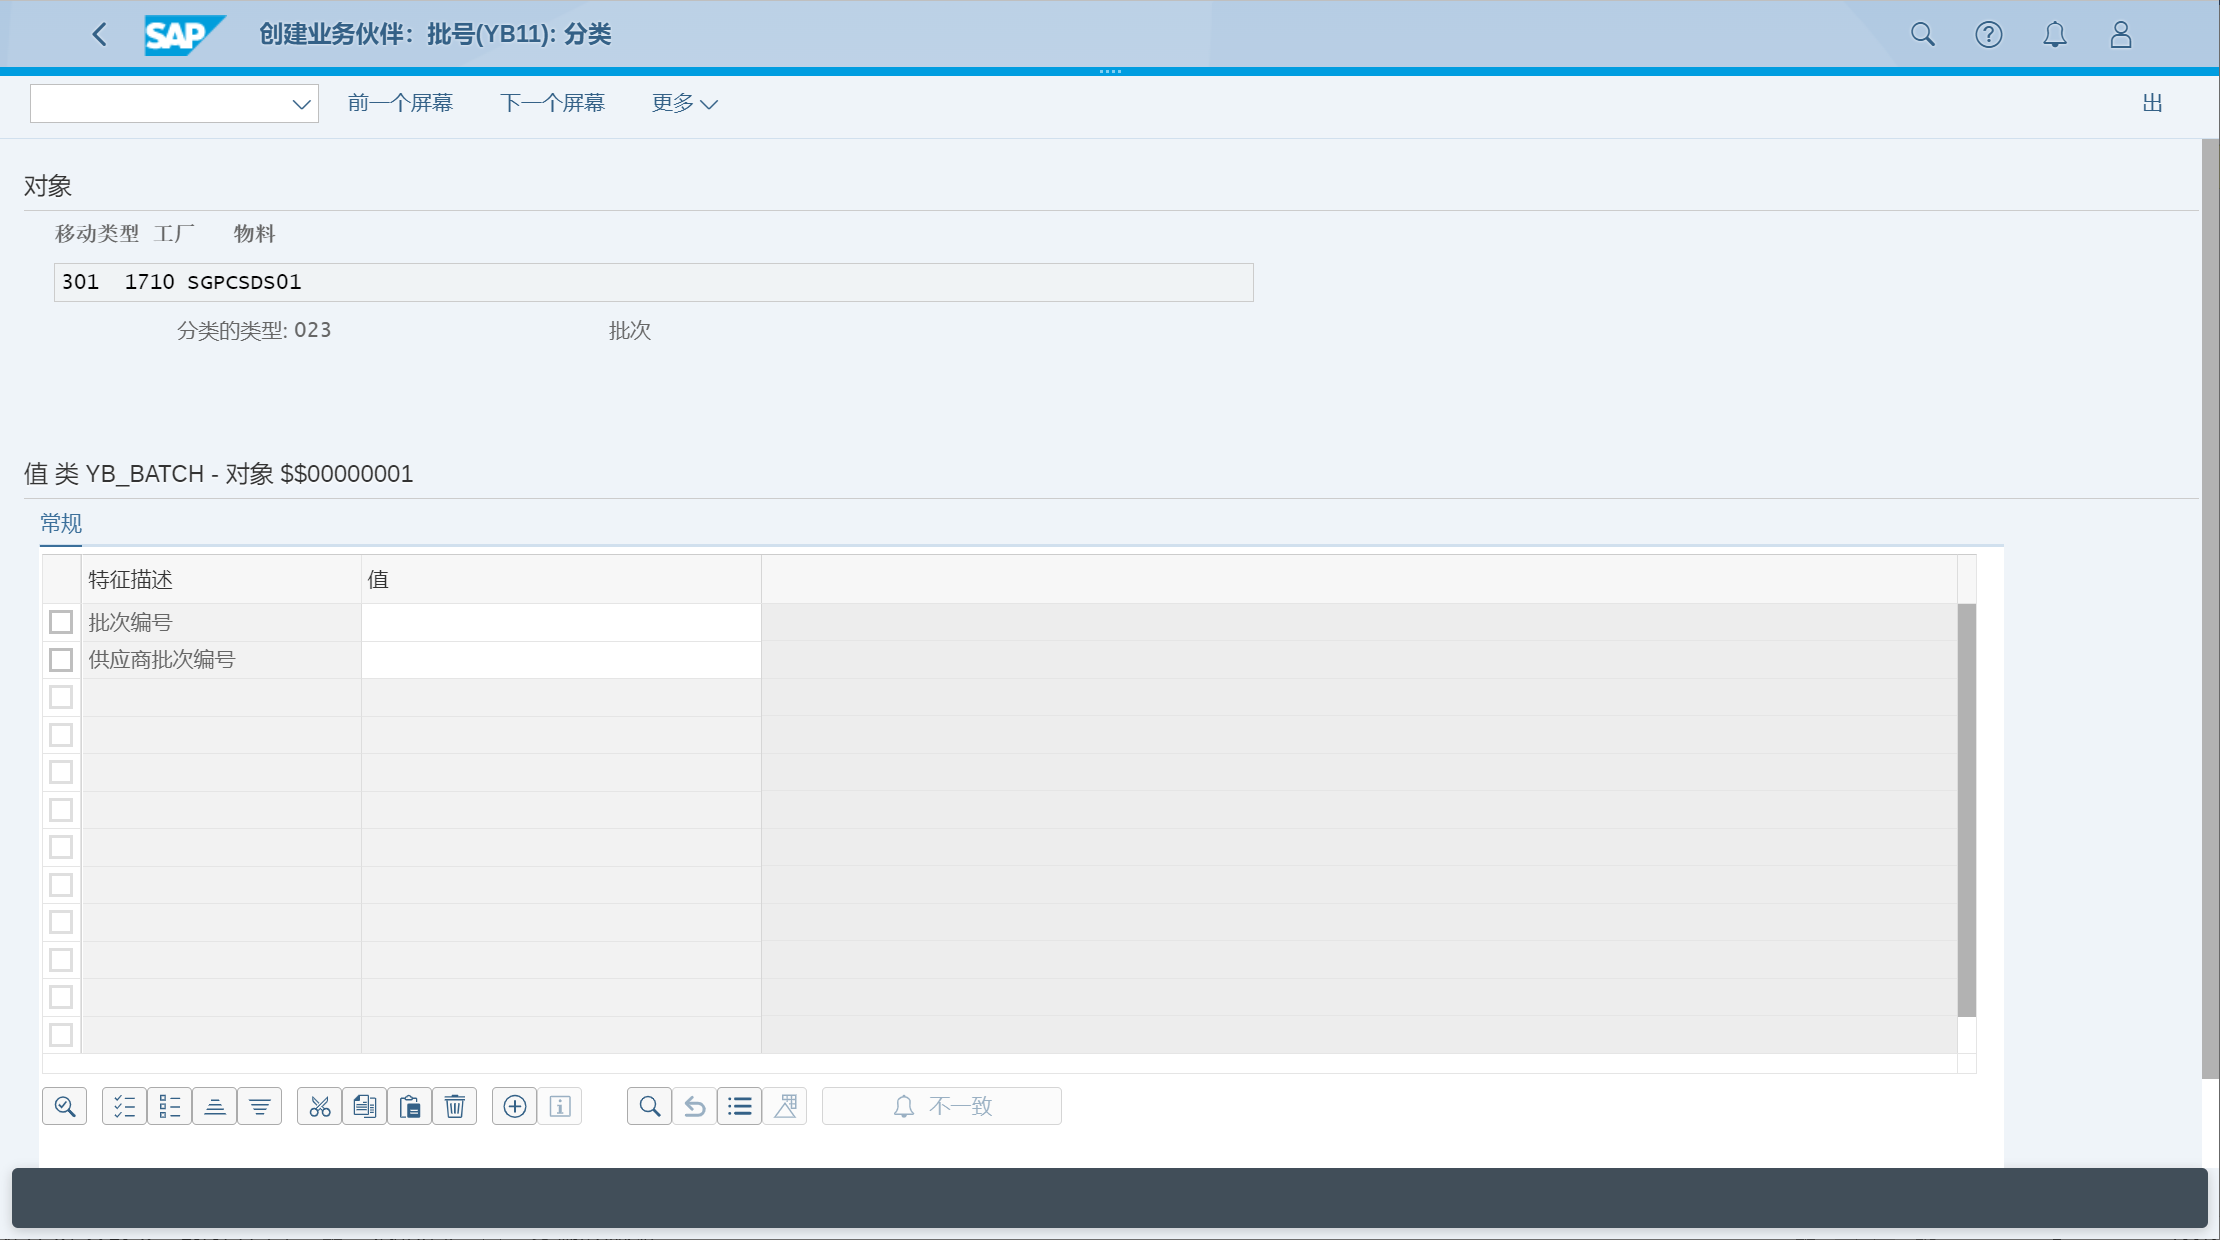 SAP 创建业务伙伴：批号(YB11): 分类
前一个屏幕 下一个屏幕 更多 出
对象
移动类型 工厂 物料
301 1710 SGPCSDS01
分类的类型: 023 批次
值 类 YB_BATCH - 对象 $$00000001
常规
特征描述 值
批次编号
供应商批次编号
不一致